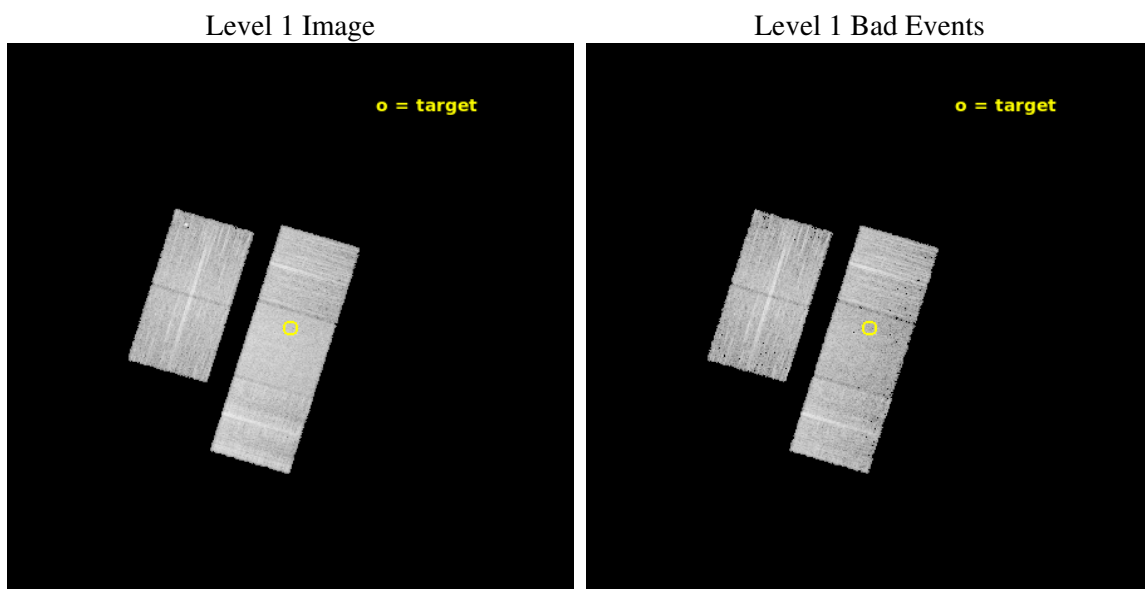 Level 1 Image
Level 1 Bad Events
o = target
o = target